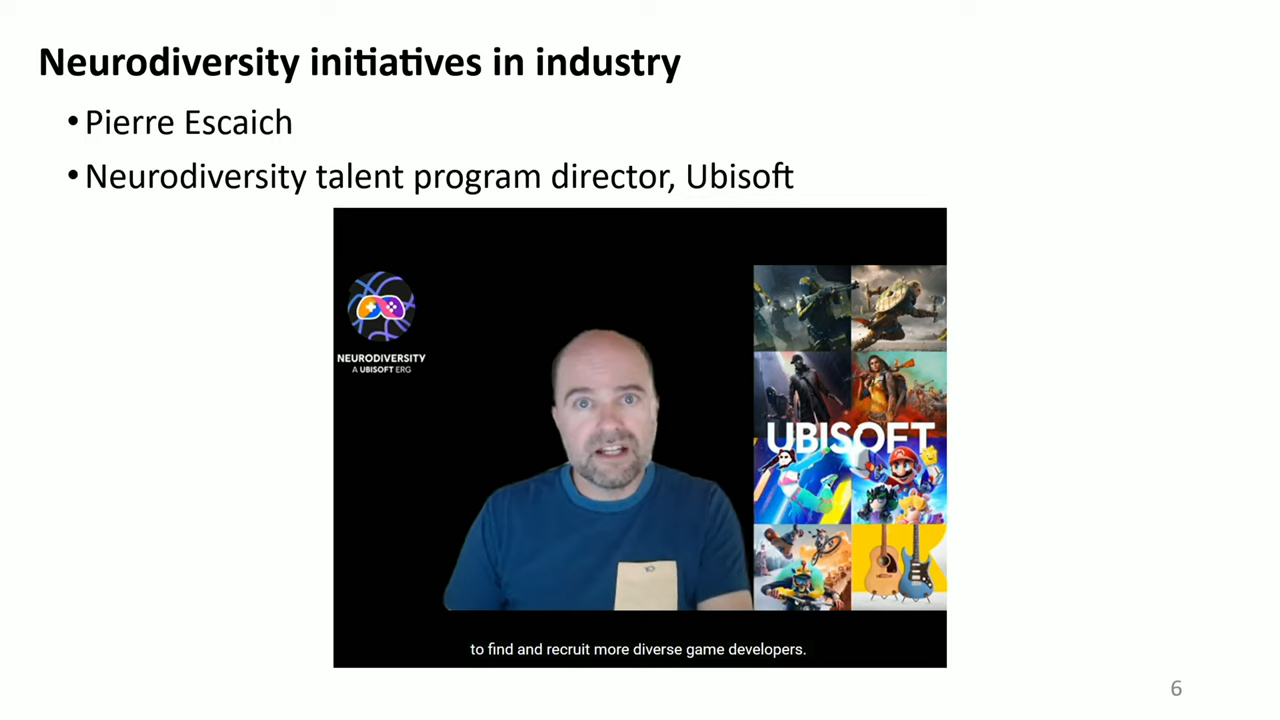 Neurodiversity initiatives in industry
• Pierre Escaich
• Neurodiversity talent program director, Ubisoft
NEURODIVERSITY
A UBISOFT ERG
UBISOFT
to find and recruit more diverse game developers.
6